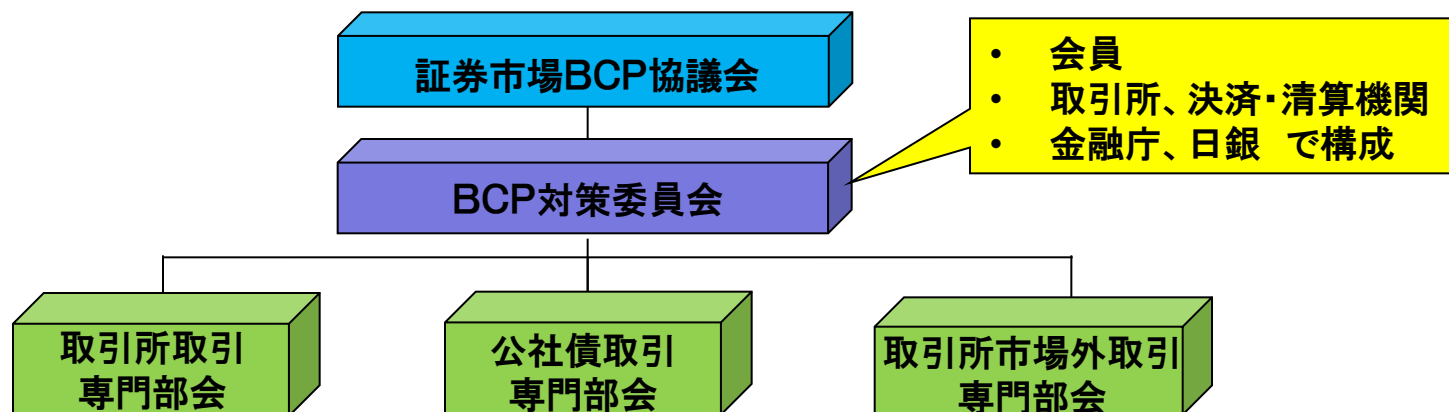 証券市場BCP協議会
• 会員
• 取引所、決済・清算機関
• 金融庁、日銀　で構成
BCP対策委員会
取引所取引
専門部会
公社債取引
専門部会
取引所市場外取引
専門部会